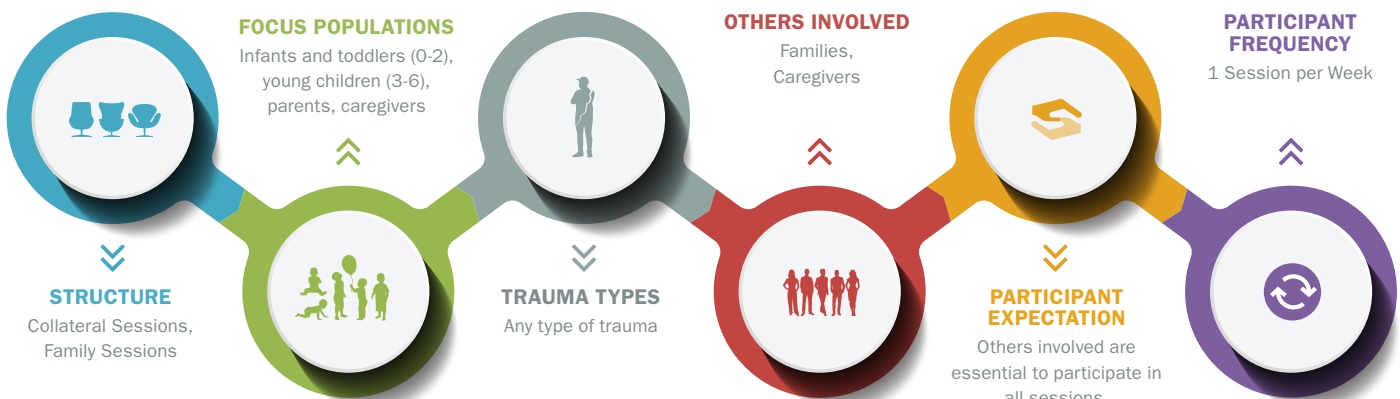 STRUCTURE
Collateral Sessions,
Family Sessions
FOCUS POPULATIONS
Infants and toddlers (0-2),
young children (3-6),
parents, caregivers
TRAUMA TYPES
Any type of trauma
OTHERS INVOLVED
Families,
Caregivers
PARTICIPANT
EXPECTATION
Others involved are
essential to participate in
all sessions
PARTICIPANT
FREQUENCY
1 Session per Week